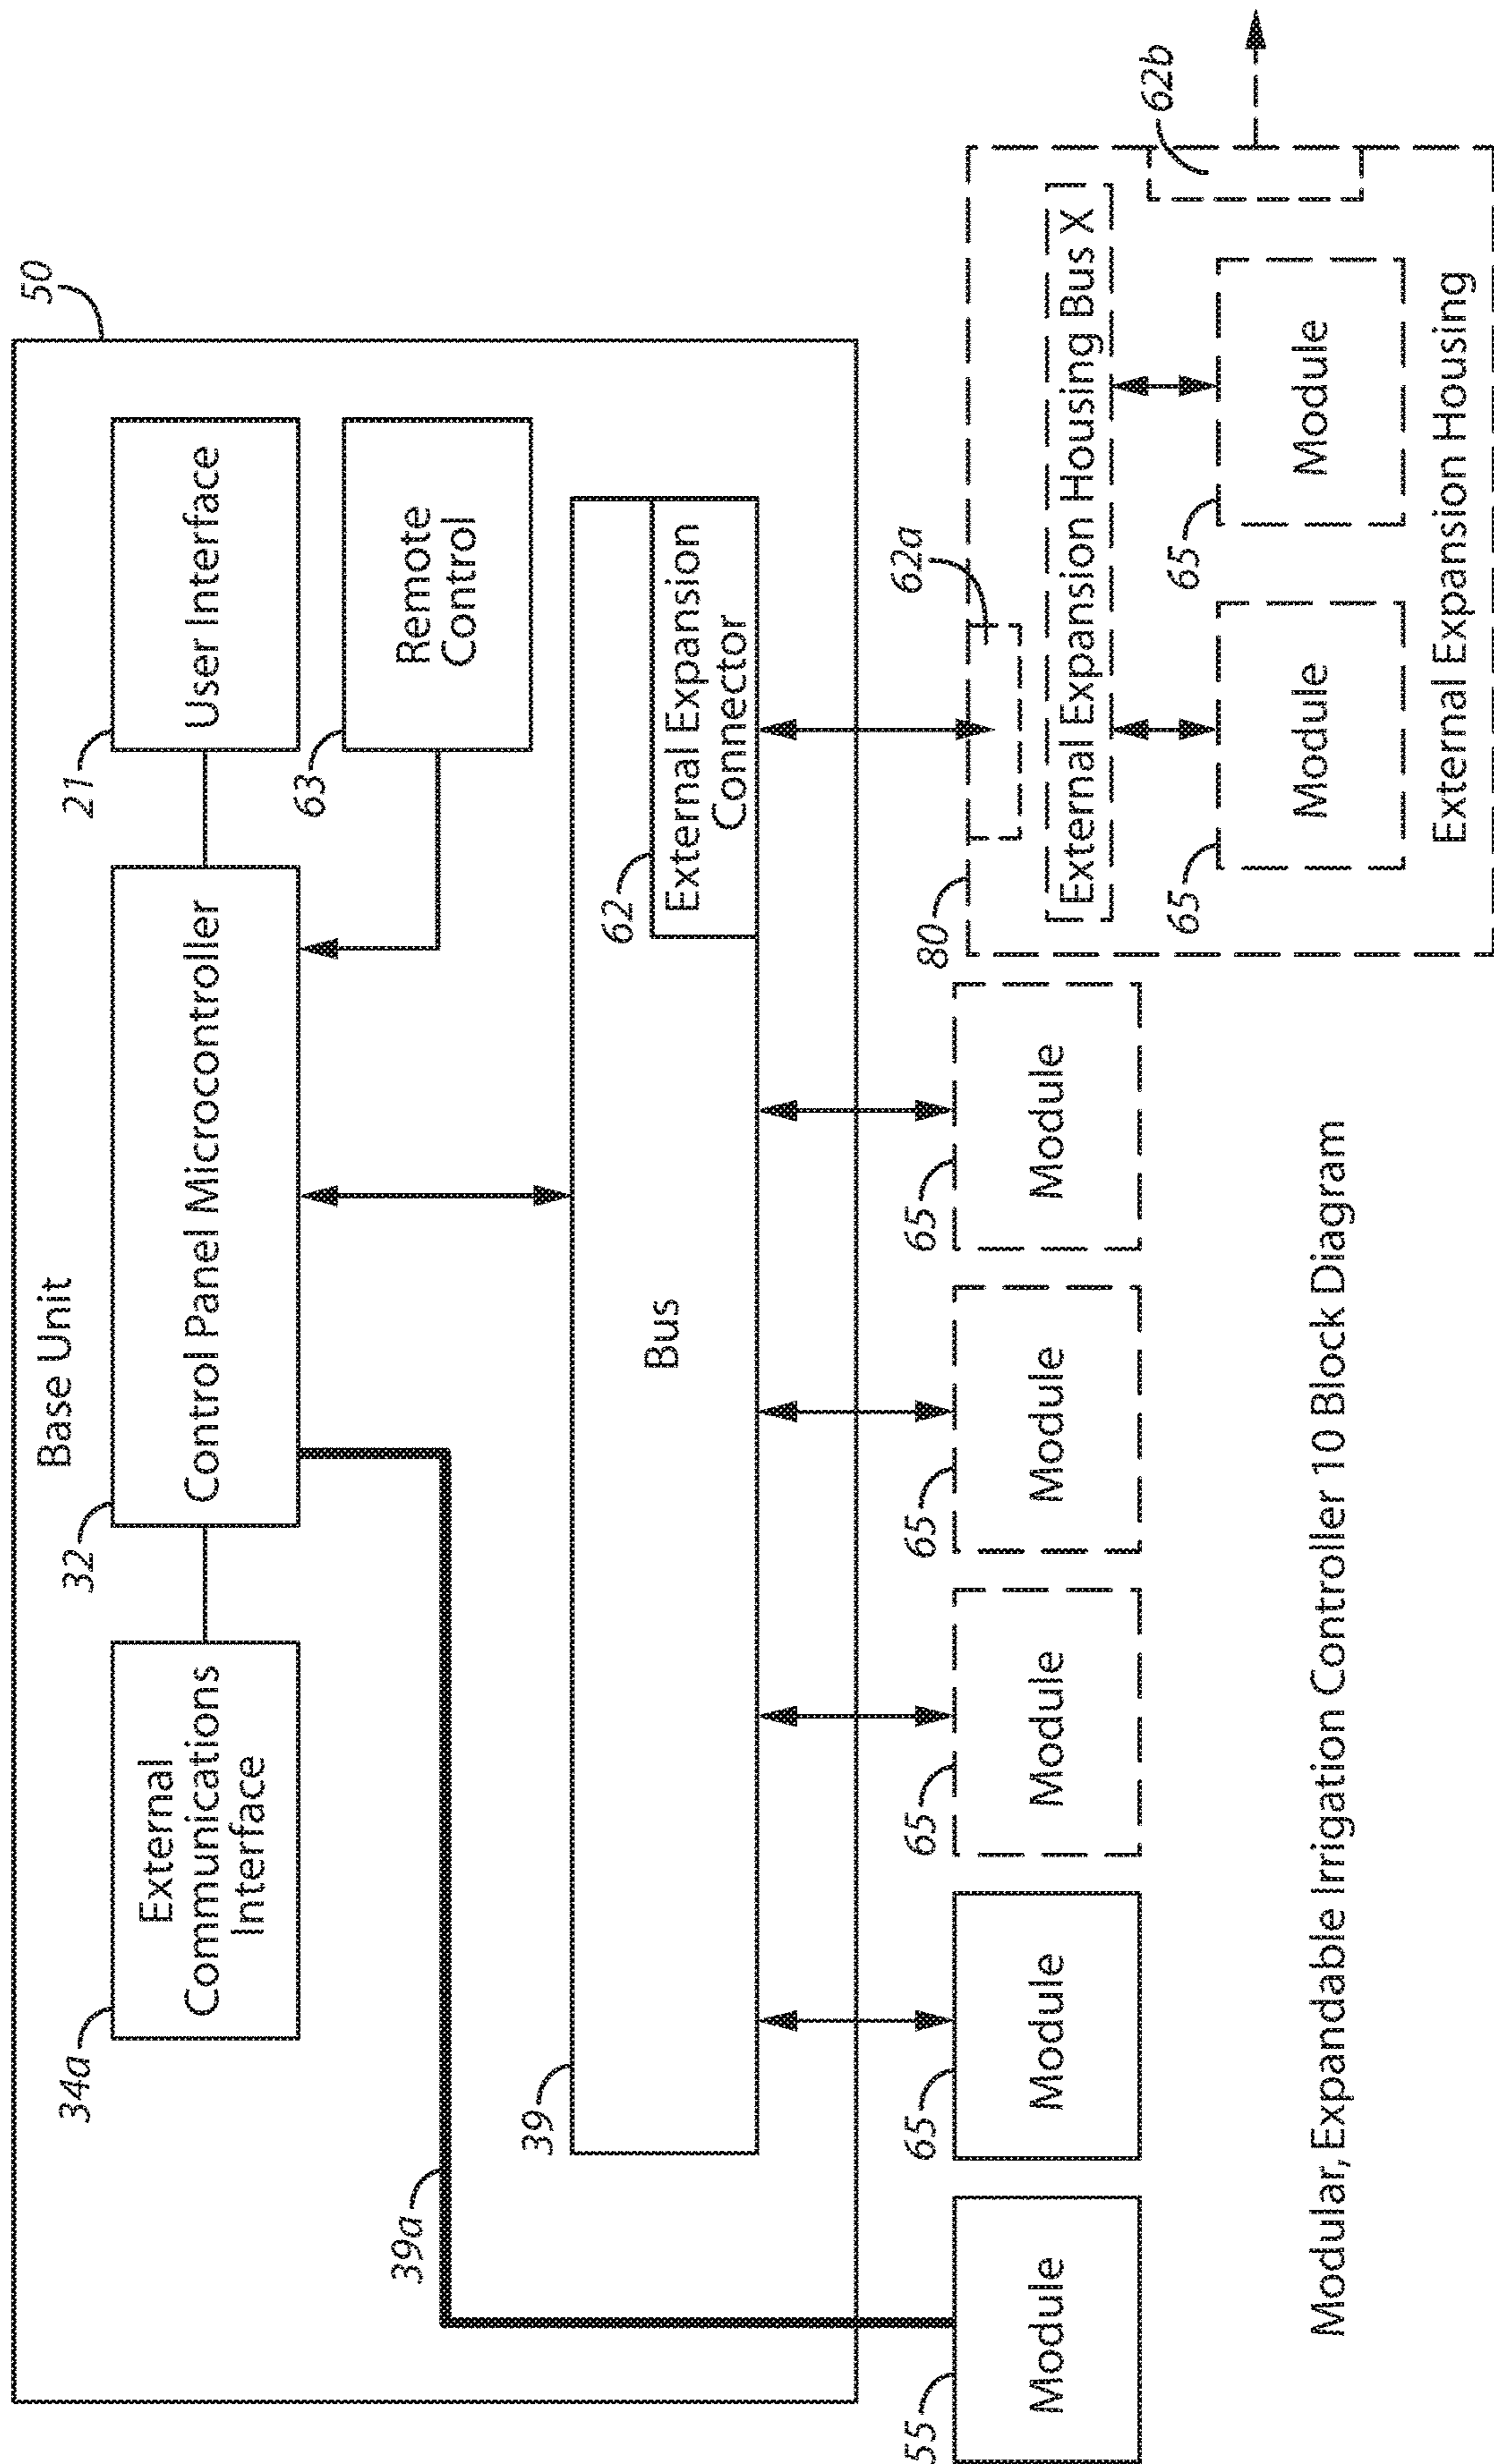 50
Base Unit
34a
External
Communications
Interface
32
Control Panel Microcontroller
21
User Interface
63
Remote
Control
39a
39
Bus
62
External Expansion
Connector
55
Module
65
Module
65
Module
65
Module
65
Module
80
62a
62b
External Expansion Housing Bus X
65
Module
65
Module
External Expansion Housing
Modular, Expandable Irrigation Controller 10 Block Diagram